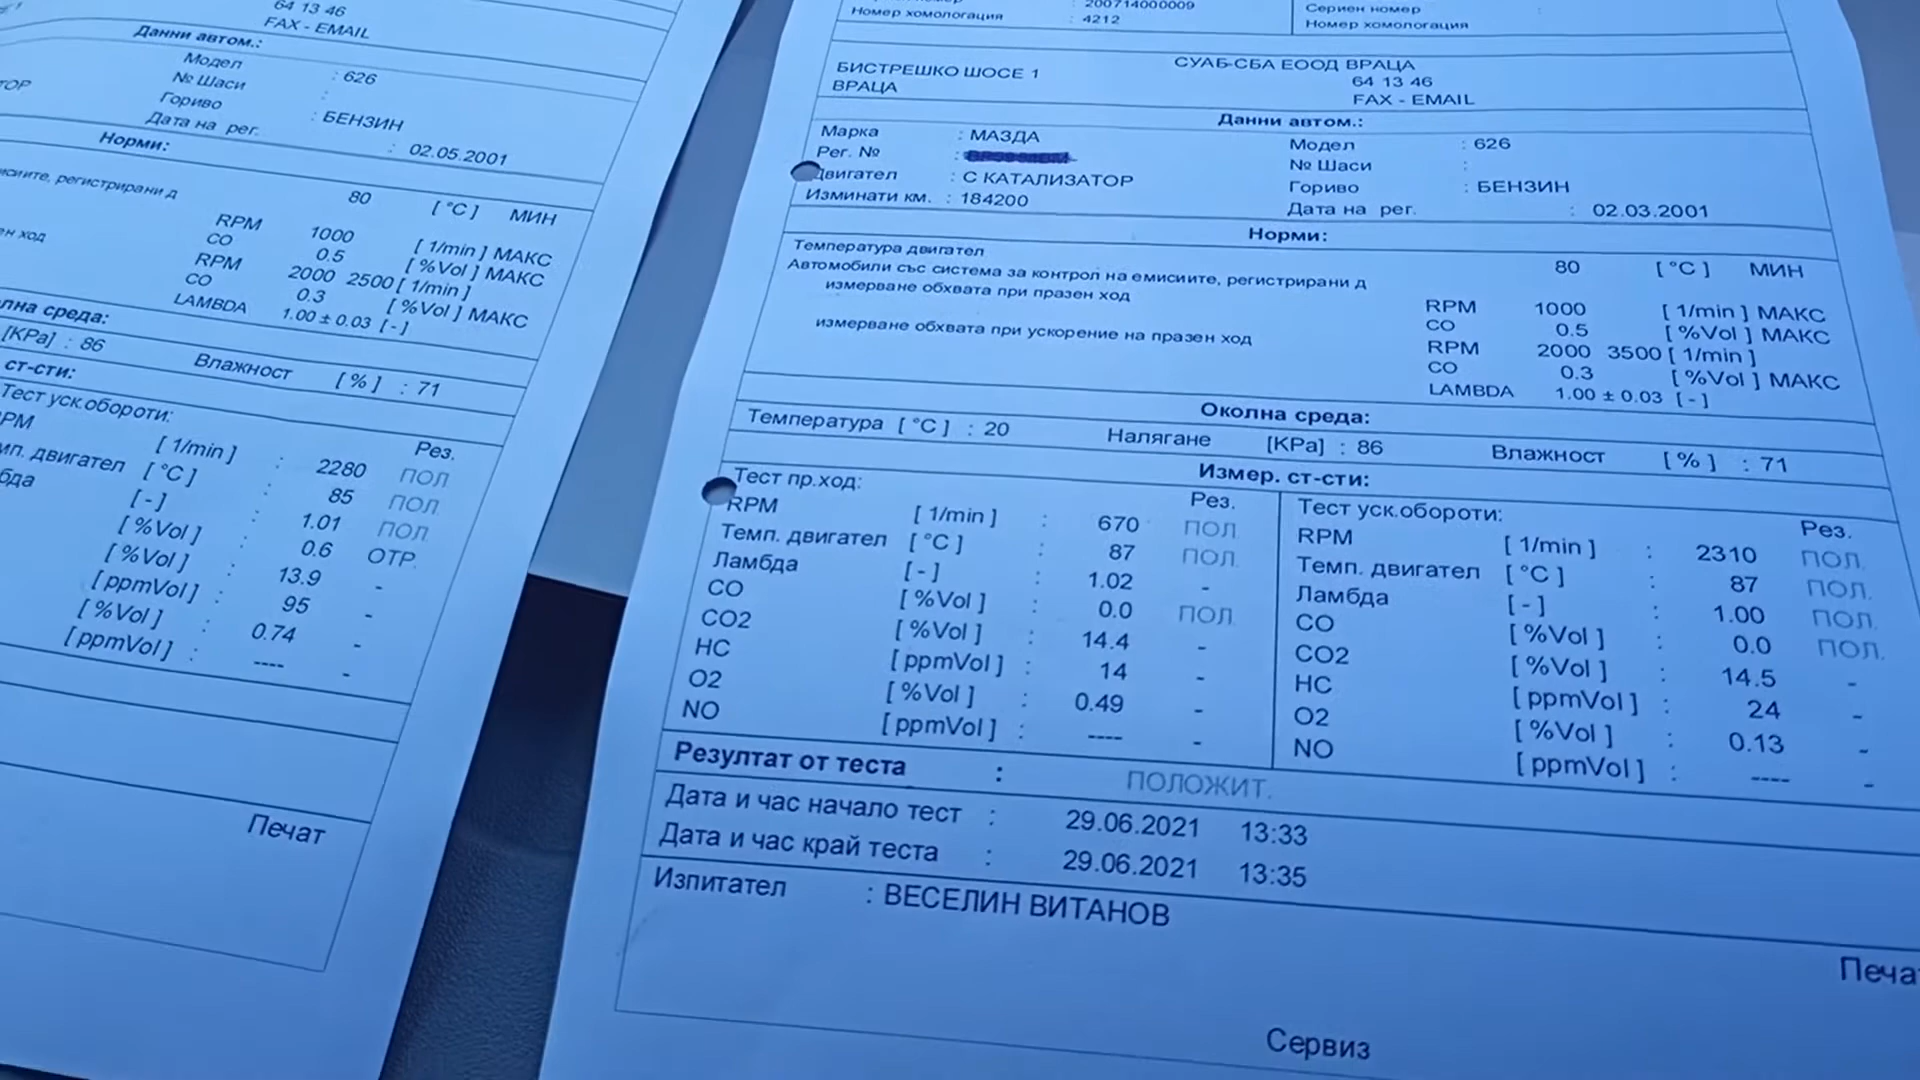 64 13 46
FAX - EMAIL
Данни автом.:
Модел : 626
№ Шаси :
Гориво : БЕНЗИН
Дата на рег. : 02.05.2001
Норми:
80 [ °C ] МИН
регистрирани д
RPM 1000 [ 1/min ] МАКС
CO 0.5 [ %Vol ] МАКС
RPM 2000 2500 [ 1/min ]
CO 0.3 [ %Vol ] МАКС
LAMBDA 1.00 ± 0.03 [ - ]
среда:
[KPa] : 86 Влажност [ % ] : 71
ст-сти:
Тест уск.обороти: Рез.
[ 1/min ] : 2280 ПОЛ
двигател [ °C ] : 85 ПОЛ
[ - ] : 1.01 ПОЛ
[ %Vol ] : 0.6 ОТР.
[ %Vol ] : 13.9 -
[ ppmVol ] : 95 -
[ %Vol ] : 0.74 -
[ ppmVol ] : ---- -
Печат
200714000009 Сериен номер
Номер хомологация : 4212 Номер хомологация
БИСТРЕШКО ШОСЕ 1 СУАБ-СБА ЕООД ВРАЦА
ВРАЦА 64 13 46
FAX - EMAIL
Данни автом.:
Марка : МАЗДА Модел : 626
Рег. № : № Шаси :
Двигател : С КАТАЛИЗАТОР Гориво : БЕНЗИН
Изминати км. : 184200 Дата на рег. : 02.03.2001
Норми:
Температура двигател 80 [ °C ] МИН
Автомобили със система за контрол на емисиите, регистрирани д
измерване обхвата при празен ход RPM 1000 [ 1/min ] МАКС
CO 0.5 [ %Vol ] МАКС
измерване обхвата при ускорение на празен ход RPM 2000 3500 [ 1/min ]
CO 0.3 [ %Vol ] МАКС
LAMBDA 1.00 ± 0.03 [ - ]
Околна среда:
Температура [ °C ] : 20 Налягане [KPa] : 86 Влажност [ % ] : 71
Измер. ст-сти:
Тест пр.ход: Рез.
RPM [ 1/min ] : 670 ПОЛ.
Темп. двигател [ °C ] : 87 ПОЛ.
Ламбда [ - ] : 1.02 -
CO [ %Vol ] : 0.0 ПОЛ.
CO2 [ %Vol ] : 14.4 -
HC [ ppmVol ] : 14 -
O2 [ %Vol ] : 0.49 -
NO [ ppmVol ] : ---- -
Тест уск.обороти: Рез.
RPM [ 1/min ] : 2310 ПОЛ.
Темп. двигател [ °C ] : 87 ПОЛ.
Ламбда [ - ] : 1.00 ПОЛ.
CO [ %Vol ] : 0.0 ПОЛ.
CO2 [ %Vol ] : 14.5 -
HC [ ppmVol ] : 24 -
O2 [ %Vol ] : 0.13 -
NO [ ppmVol ] : ---- -
Резултат от теста : ПОЛОЖИТ.
Дата и час начало тест : 29.06.2021 13:33
Дата и час край теста : 29.06.2021 13:35
Изпитател : ВЕСЕЛИН ВИТАНОВ
Печа
Сервиз